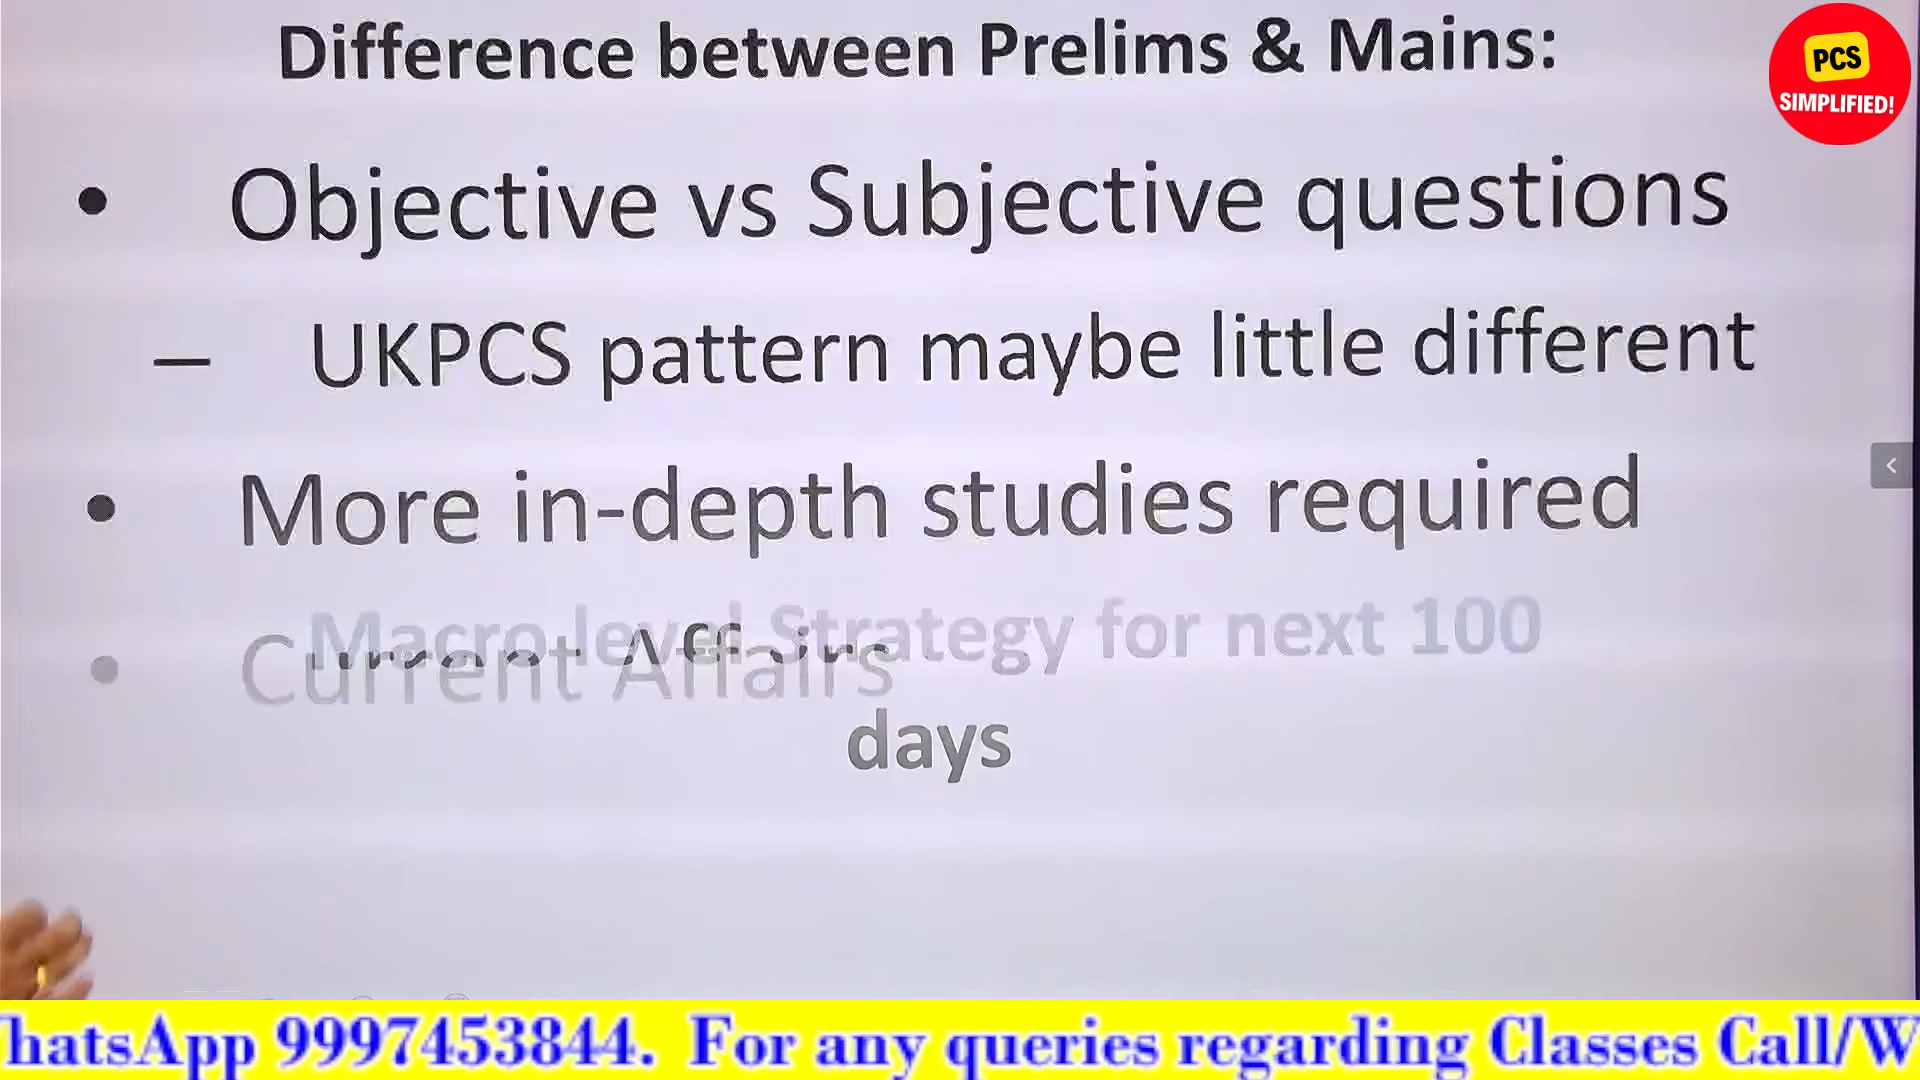 Difference between Prelims & Mains:
PCS
SIMPLIFIED!
• Objective vs Subjective questions
– UKPCS pattern maybe little different
• More in-depth studies required
Macro level Strategy for next 100
• Current Affairs
days
hatsApp 9997453844. For any queries regarding Classes Call/W